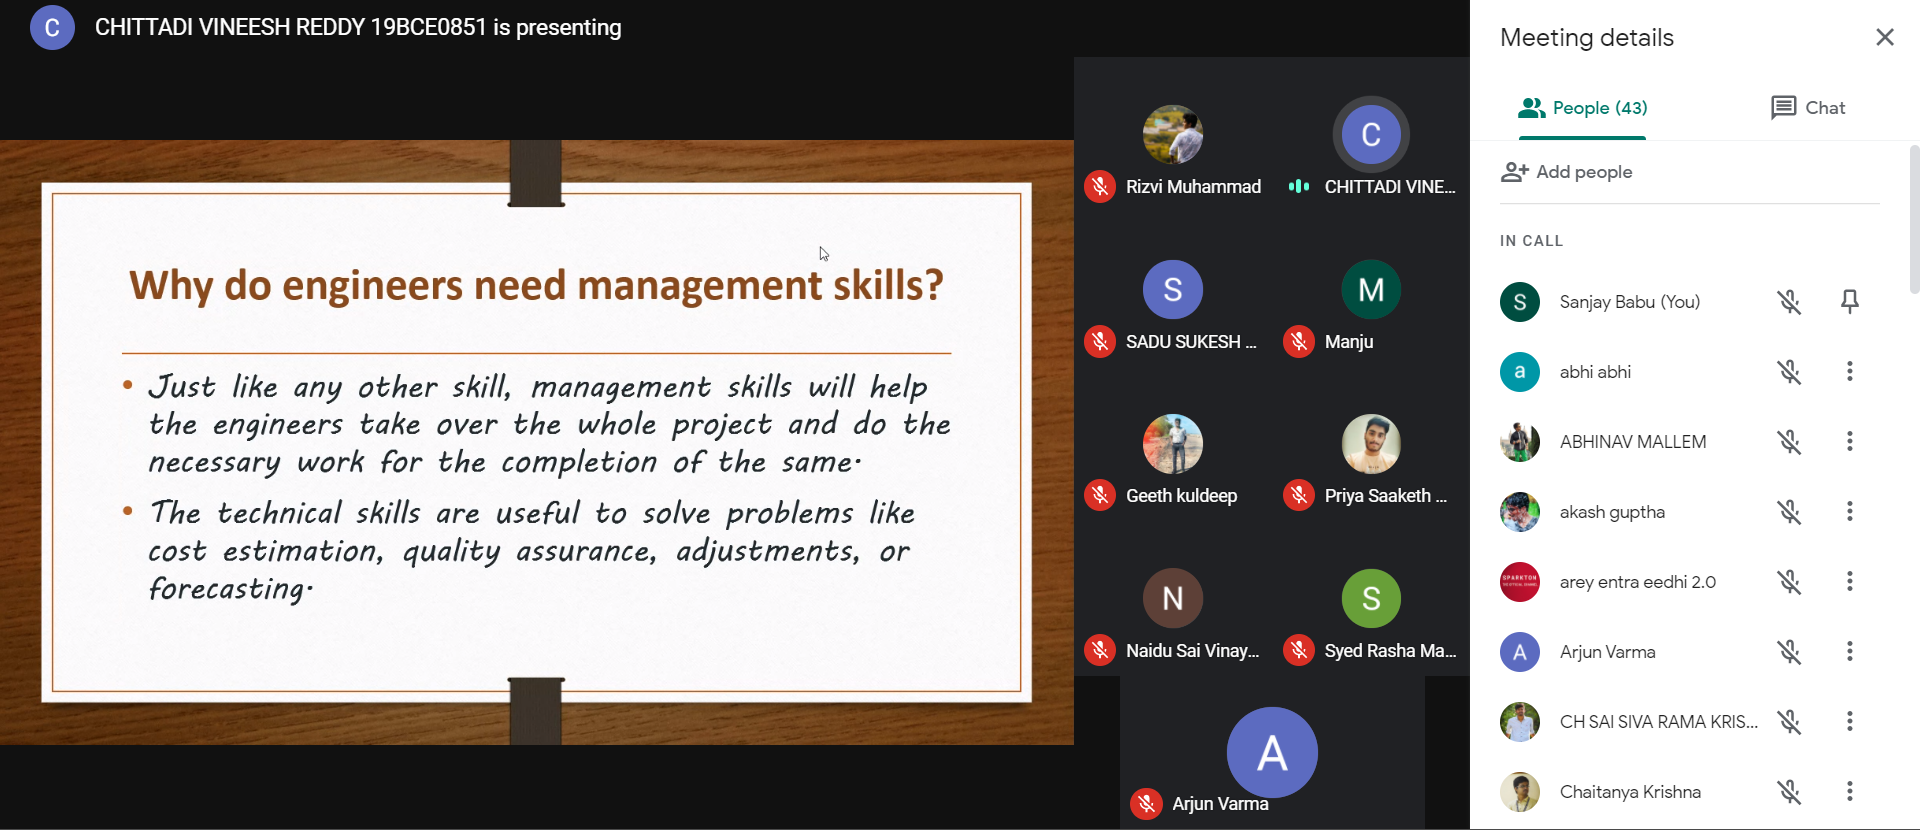 C CHITTADI VINEESH REDDY 19BCE0851 is presenting
Why do engineers need management skills?
• Just like any other skill, management skills will help
the engineers take over the whole project and do the
necessary work for the completion of the same.
• The technical skills are useful to solve problems like
cost estimation, quality assurance, adjustments, or
forecasting.
C
Rizvi Muhammad
CHITTADI VINE...
S
M
SADU SUKESH ...
Manju
Geeth kuldeep
Priya Saaketh ...
N
S
Naidu Sai Vinay...
Syed Rasha Ma...
A
Arjun Varma
Meeting details
People (43)
Chat
Add people
IN CALL
S Sanjay Babu (You)
a abhi abhi
ABHINAV MALLEM
akash guptha
SPARKTON
arey entra eedhi 2.0
A Arjun Varma
CH SAI SIVA RAMA KRIS...
Chaitanya Krishna